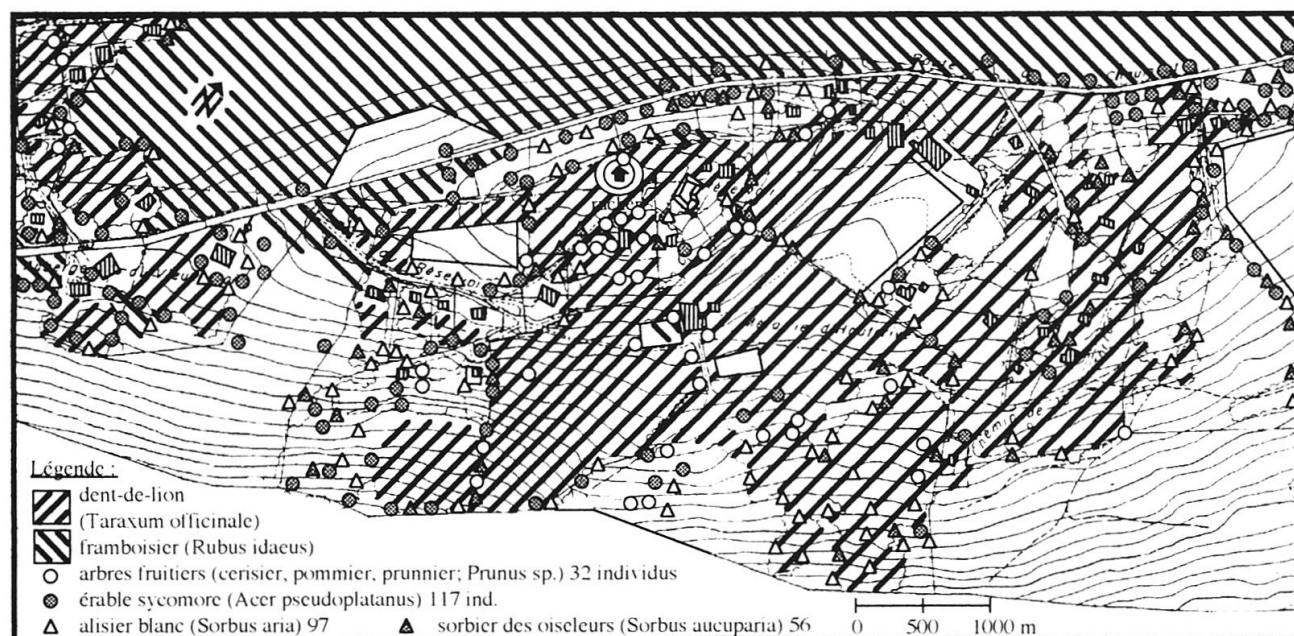 Route
Chaux
Légende :
dent-de-lion
(Taraxum officinale)
framboisier (Rubus idaeus)
arbres fruitiers (cerisier, pommier, prunnier; Prunus sp.) 32 individus
érable sycomore (Acer pseudoplatanus) 117 ind.
alisier blanc (Sorbus aria) 97 sorbier des oiseleurs (Sorbus aucuparia) 56
0 500 1000 m